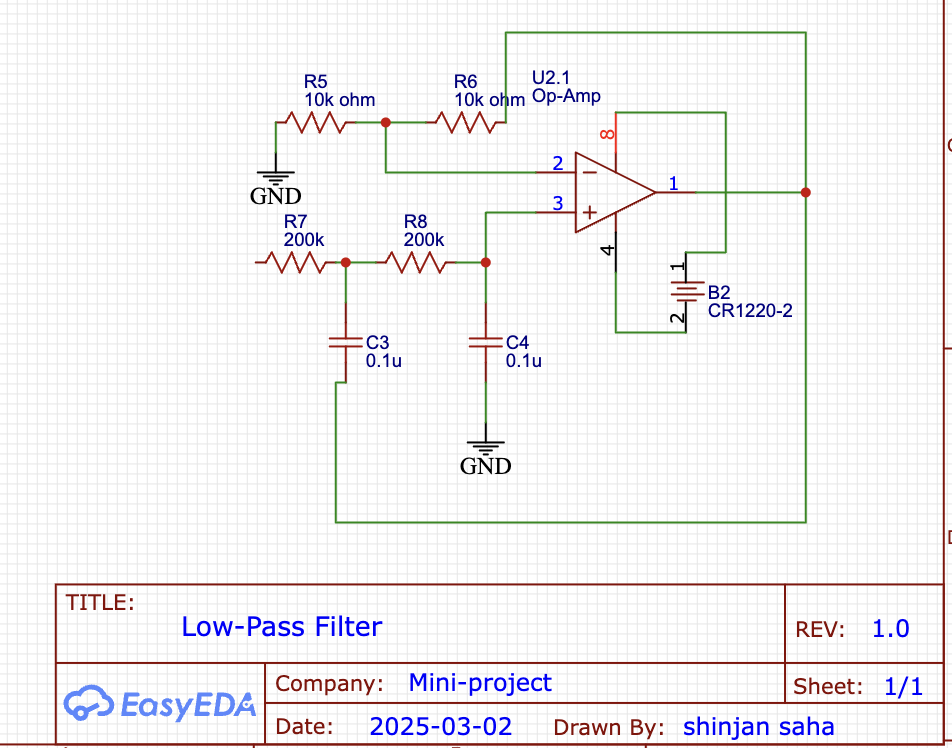 R5
10k ohm
R6
10k ohm
U2.1
Op-Amp
8
2
1
3
4
GND
R7
200k
R8
200k
1
B2
CR1220-2
2
C3
0.1u
C4
0.1u
GND
TITLE:
Low-Pass Filter
REV: 1.0
EasyEDA
Company: Mini-project
Sheet: 1/1
Date: 2025-03-02 Drawn By: shinjan saha